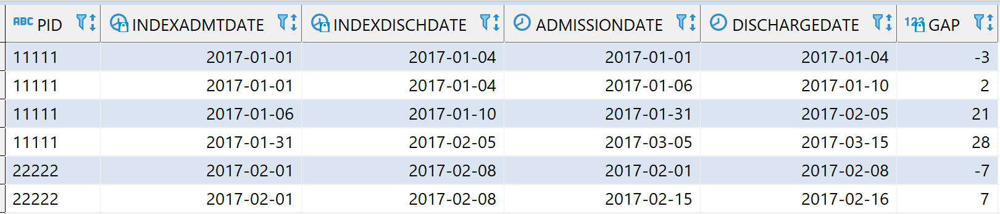 ABC PID INDEXADMTDATE INDEXDISCHDATE ADMISSIONDATE DISCHARGEDATE 123 GAP
11111 2017-01-01 2017-01-04 2017-01-01 2017-01-04 -3
11111 2017-01-01 2017-01-04 2017-01-06 2017-01-10 2
11111 2017-01-06 2017-01-10 2017-01-31 2017-02-05 21
11111 2017-01-31 2017-02-05 2017-03-05 2017-03-15 28
22222 2017-02-01 2017-02-08 2017-02-01 2017-02-08 -7
22222 2017-02-01 2017-02-08 2017-02-15 2017-02-16 7